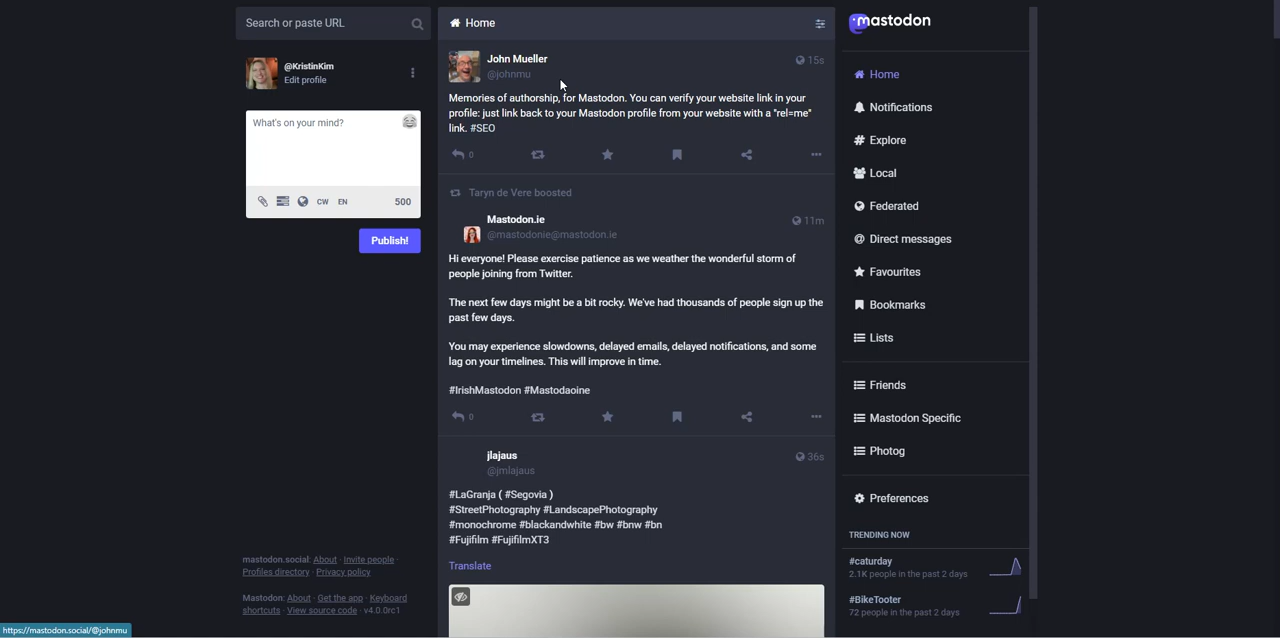 Search or paste URL
@KristinKim
Edit profile
What's on your mind?
CW EN 500
Publish!
mastodon.social: About · Invite people ·
Profiles directory · Privacy policy
Mastodon: About · Get the app · Keyboard
shortcuts · View source code · v4.0.0rc1
https://mastodon.social/@johnmu
Home
John Mueller
@johnmu
15s
Memories of authorship, for Mastodon. You can verify your website link in your
profile: just link back to your Mastodon profile from your website with a "rel=me"
link. #SEO
0
Taryn de Vere boosted
Mastodon.ie
@mastodonie@mastodon.ie
11m
Hi everyone! Please exercise patience as we weather the wonderful storm of
people joining from Twitter.
The next few days might be a bit rocky. We've had thousands of people sign up the
past few days.
You may experience slowdowns, delayed emails, delayed notifications, and some
lag on your timelines. This will improve in time.
#IrishMastodon #Mastodaoine
0
jlajaus
@jmlajaus
36s
#LaGranja ( #Segovia )
#StreetPhotography #LandscapePhotography
#monochrome #blackandwhite #bw #bnw #bn
#Fujifilm #FujifilmXT3
Translate
mastodon
Home
Notifications
Explore
Local
Federated
Direct messages
Favourites
Bookmarks
Lists
Friends
Mastodon Specific
Photog
Preferences
TRENDING NOW
#caturday
2.1K people in the past 2 days
#BikeTooter
72 people in the past 2 days